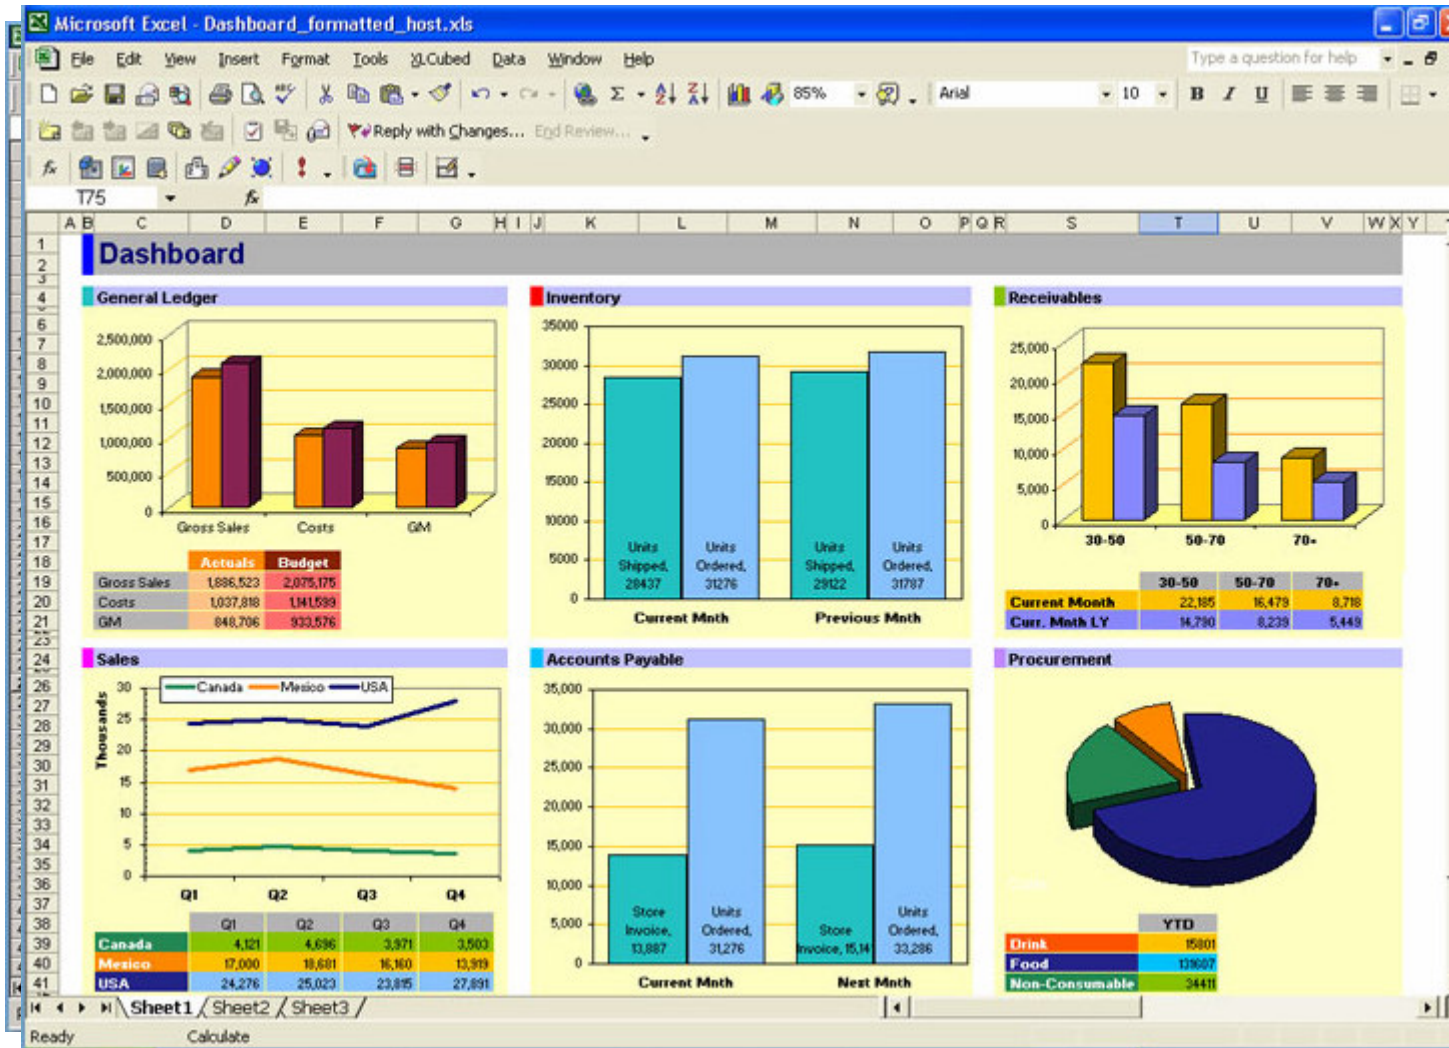 Microsoft Excel - Dashboard_formatted_host.xls
File Edit View Insert Format Tools XLCubed Data Window Help
Type a question for help
85% Arial 10 B I U
Reply with Changes... End Review...
T75 fx
A B C D E F G H I J K L M N O P Q R S T U V W X Y
Dashboard
General Ledger
2,500,000
2,000,000
1,500,000
1,000,000
500,000
0
Gross Sales Costs GM
Actuals Budget
Gross Sales 1,886,523 2,075,175
Costs 1,037,818 1,141,599
GM 848,706 933,576
Inventory
35000
30000
25000
20000
15000
10000
5000
0
Units Shipped, 28437
Units Ordered, 31276
Units Shipped, 29122
Units Ordered, 31787
Current Mnth Previous Mnth
Receivables
25,000
20,000
15,000
10,000
5,000
0
30-50 50-70 70+
30-50 50-70 70+
Current Month 22,185 16,479 8,718
Curr. Mnth LY 14,790 8,239 5,449
Sales
Canada Mexico USA
Thousands
30
25
20
15
10
5
0
Q1 Q2 Q3 Q4
Q1 Q2 Q3 Q4
Canada 4,121 4,696 3,971 3,503
Mexico 17,000 18,681 16,160 13,919
USA 24,276 25,023 23,815 27,891
Accounts Payable
35,000
30,000
25,000
20,000
15,000
10,000
5,000
0
Store Invoice, 13,887
Units Ordered, 31,276
Store Invoice, 15,141
Units Ordered, 33,286
Current Mnth Next Mnth
Procurement
YTD
Drink 15801
Food 131607
Non-Consumable 34411
Sheet1 Sheet2 Sheet3
Ready Calculate